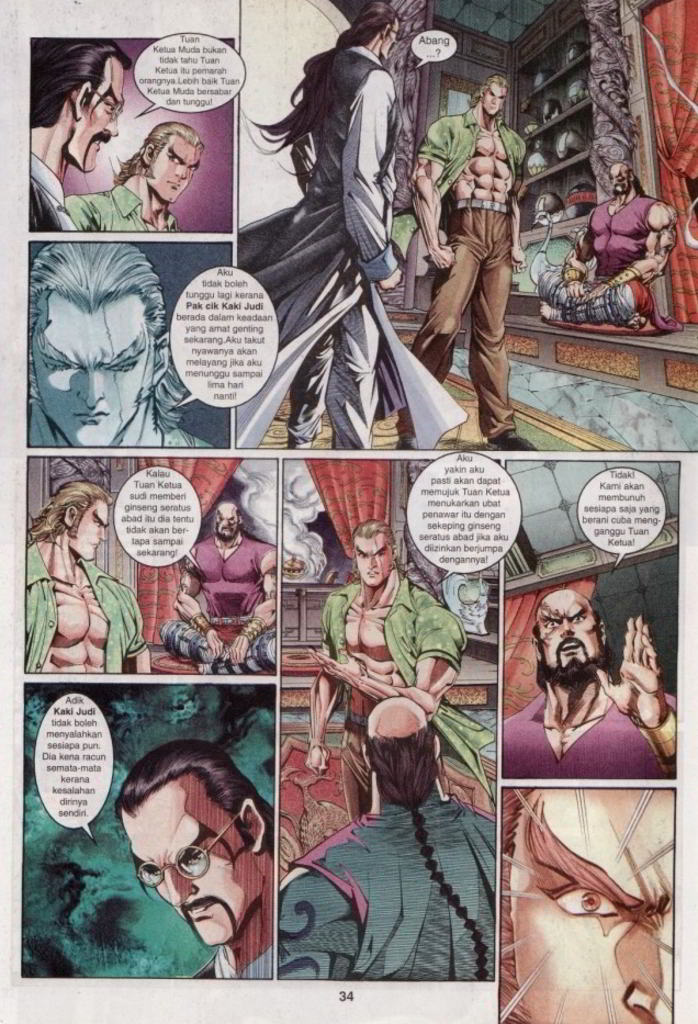 Tuan
Ketua Muda bukan
tidak tahu Tuan
Ketua itu pemarah
orangnya.Lebih baik Tuan
Ketua Muda bersabar
dan tunggu!
Abang
...?
Aku
tidak boleh
tunggu lagi kerana
Pak cik Kaki Judi
berada dalam keadaan
yang amat genting
sekarang.Aku takut
nyawanya akan
melayang jika aku
menunggu sampai
lima hari
nanti!
Kalau
Tuan Ketua
sudi memberi
ginseng seratus
abad itu dia tentu
tidak akan ber-
tapa sampai
sekarang!
Aku
yakin aku
pasti akan dapat
memujuk Tuan Ketua
menukarkan ubat
penawar itu dengan
sekeping ginseng
seratus abad jika aku
diizinkan berjumpa
dengannya!
Tidak!
Kami akan
membunuh
sesiapa saja yang
berani cuba meng-
ganggu Tuan
Ketua!
Adik
Kaki Judi
tidak boleh
menyalahkan
sesiapa pun.
Dia kena racun
semata-mata
kerana
kesalahan
dirinya
sendiri.
34